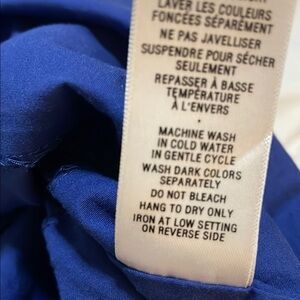 LAVER LES COULEURS
FONCÉES SÉPARÉMENT
NE PAS JAVELLISER
SUSPENDRE POUR SÉCHER
SEULEMENT
REPASSER À BASSE
TEMPÉRATURE
À L'ENVERS
•
MACHINE WASH
IN COLD WATER
IN GENTLE CYCLE
WASH DARK COLORS
SEPARATELY
DO NOT BLEACH
HANG TO DRY ONLY
IRON AT LOW SETTING
ON REVERSE SIDE